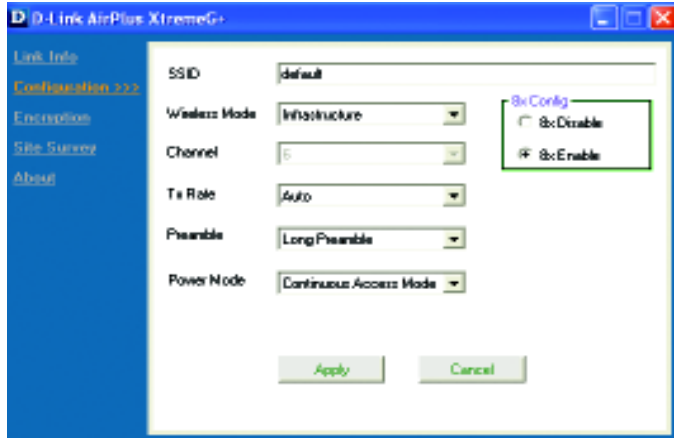 D-Link AirPlus XtremeG+
Link Info
Configuration >>>
Encryption
Site Survey
About
SSID default
Wireless Mode Infrastructure
Channel 6
Tx Rate Auto
Preamble Long Preamble
Power Mode Continuous Access Mode
8x Config
8x Disable
8x Enable
Apply Cancel